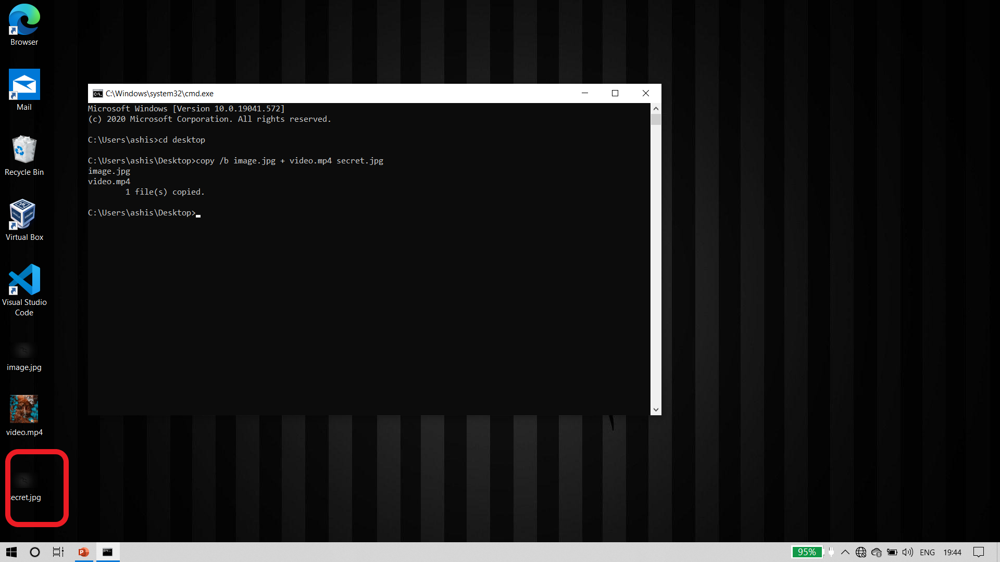 Browser
Mail
Recycle Bin
Virtual Box
Visual Studio
Code
image.jpg
video.mp4
secret.jpg
C:\Windows\system32\cmd.exe
Microsoft Windows [Version 10.0.19041.572]
(c) 2020 Microsoft Corporation. All rights reserved.
C:\Users\ashis>cd desktop
C:\Users\ashis\Desktop>copy /b image.jpg + video.mp4 secret.jpg
image.jpg
video.mp4
1 file(s) copied.
C:\Users\ashis\Desktop>
95%
ENG
19:44